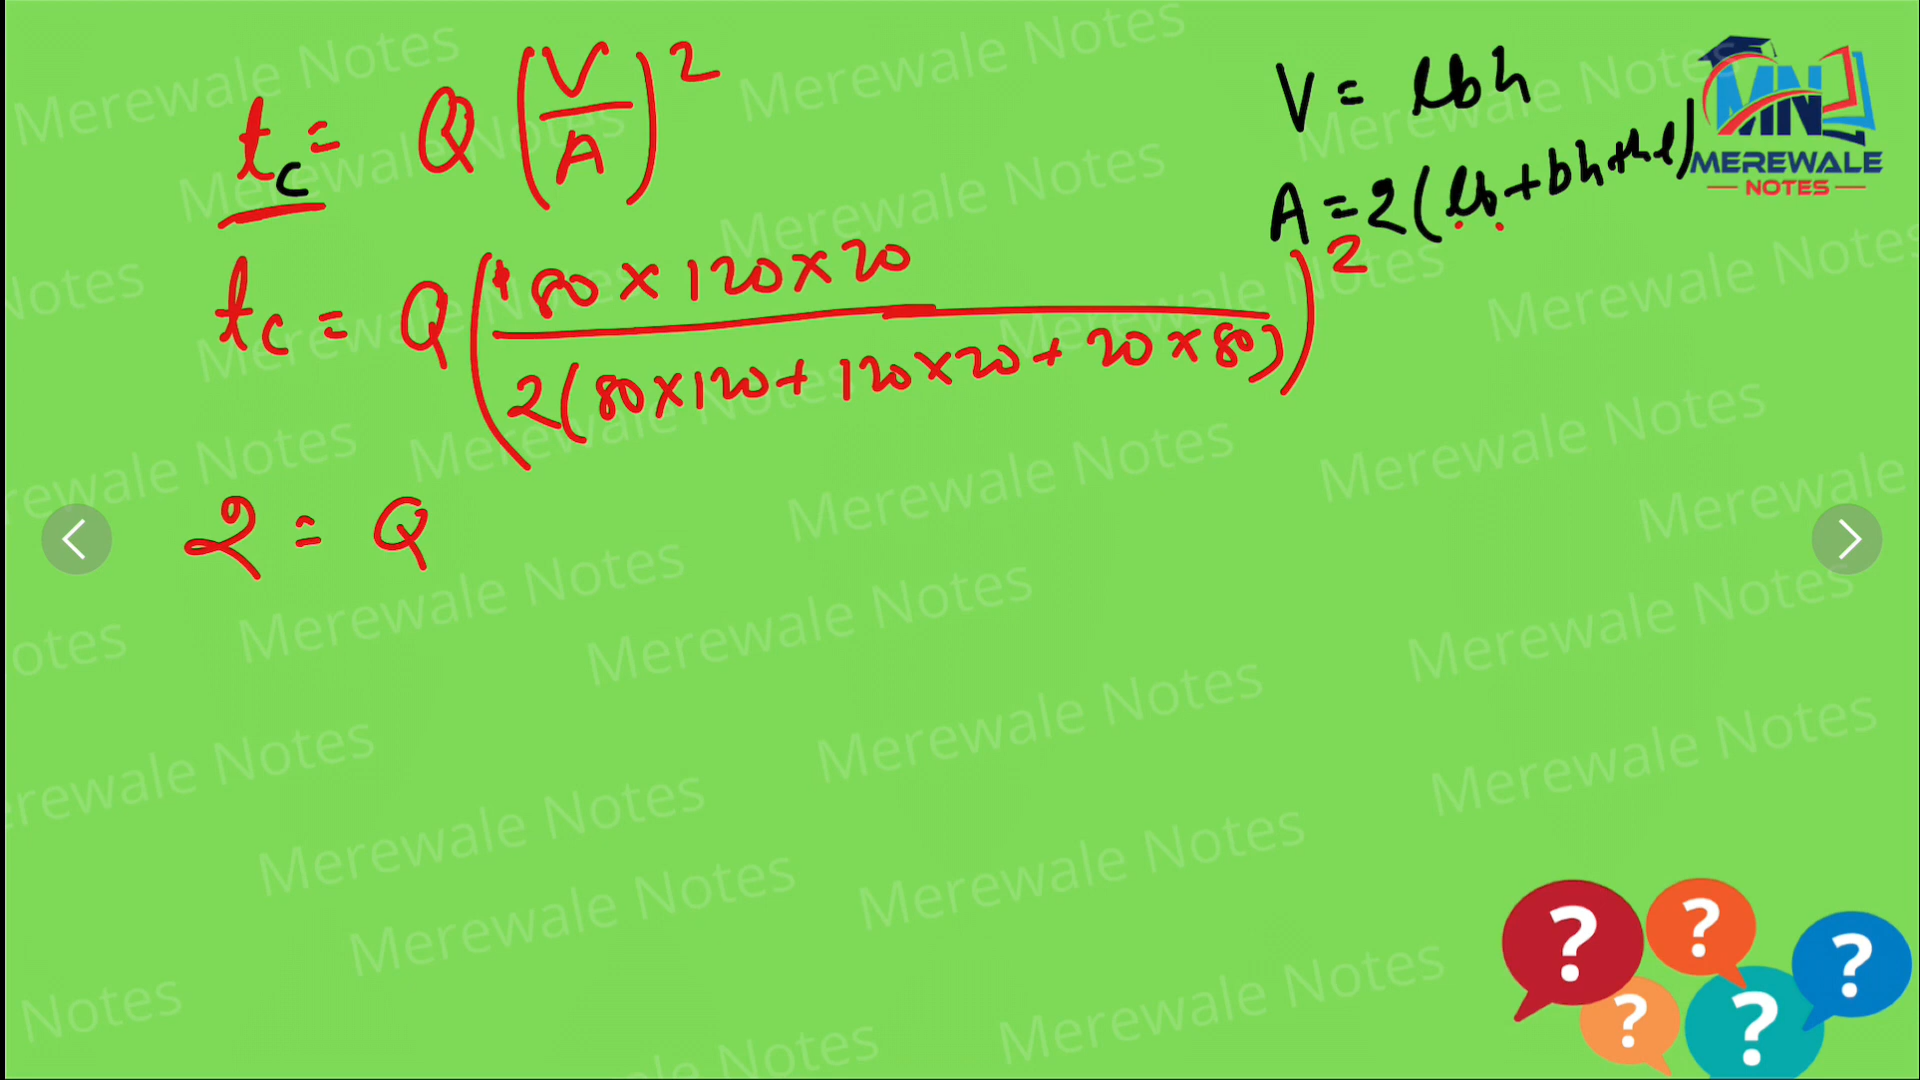 t_c = Q (V/A)^2
V = lbh
A = 2(lb + bh + hl)
MN
MEREWALE
NOTES
t_c = Q (80 × 120 × 20 / 2(80×120 + 120×20 + 20×80))^2
2 = Q
Merewale Notes
? ? ? ? ?